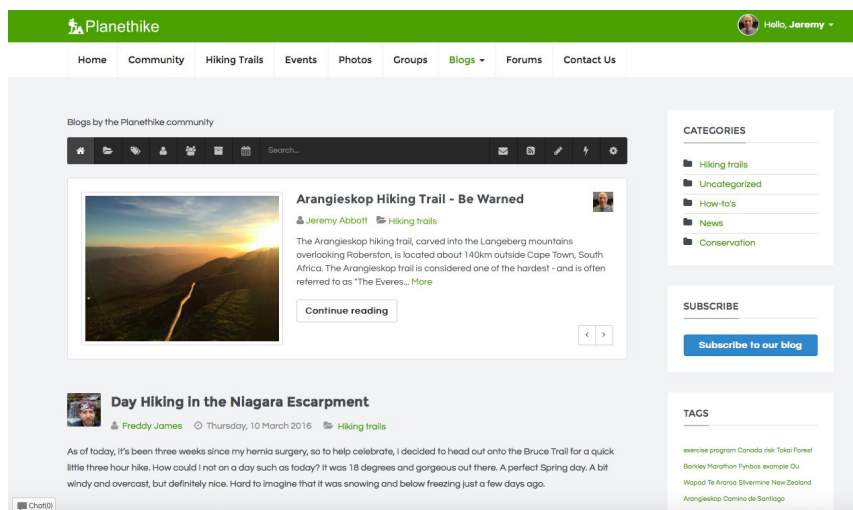 Planethike
Hello, Jeremy
Home Community Hiking Trails Events Photos Groups Blogs Forums Contact Us
Blogs by the Planethike community
Search...
Arangieskop Hiking Trail - Be Warned
Jeremy Abbott Hiking trails
The Arangieskop hiking trail, carved into the Langeberg mountains
overlooking Roberston, is located about 140km outside Cape Town, South
Africa. The Arangieskop trail is considered one of the hardest - and is often
referred to as "The Everes... More
Continue reading
Day Hiking in the Niagara Escarpment
Freddy James Thursday, 10 March 2016 Hiking trails
As of today, it's been three weeks since my hernia surgery, so to help celebrate, I decided to head out onto the Bruce Trail for a quick
little three hour hike. How could I not on a day such as today? It was 18 degrees and gorgeous out there. A perfect Spring day. A bit
windy and overcast, but definitely nice. Hard to imagine that it was snowing and below freezing just a few days ago.
Chat(0)
CATEGORIES
Hiking trails
Uncategorized
How-to's
News
Conservation
SUBSCRIBE
Subscribe to our blog
TAGS
exercise program Canada risk Tokai Forest
Barkley Marathon Fynbos example Ou
Wapad Te Araroa Silvermine New Zealand
Arangieskop Camino de Santiago